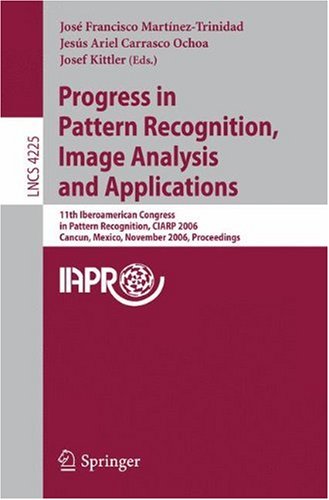 José Francisco Martínez-Trinidad
Jesús Ariel Carrasco Ochoa
Josef Kittler (Eds.)
LNCS 4225
Progress in
Pattern Recognition,
Image Analysis
and Applications
11th Iberoamerican Congress
in Pattern Recognition, CIARP 2006
Cancun, Mexico, November 2006, Proceedings
IAPR
Springer